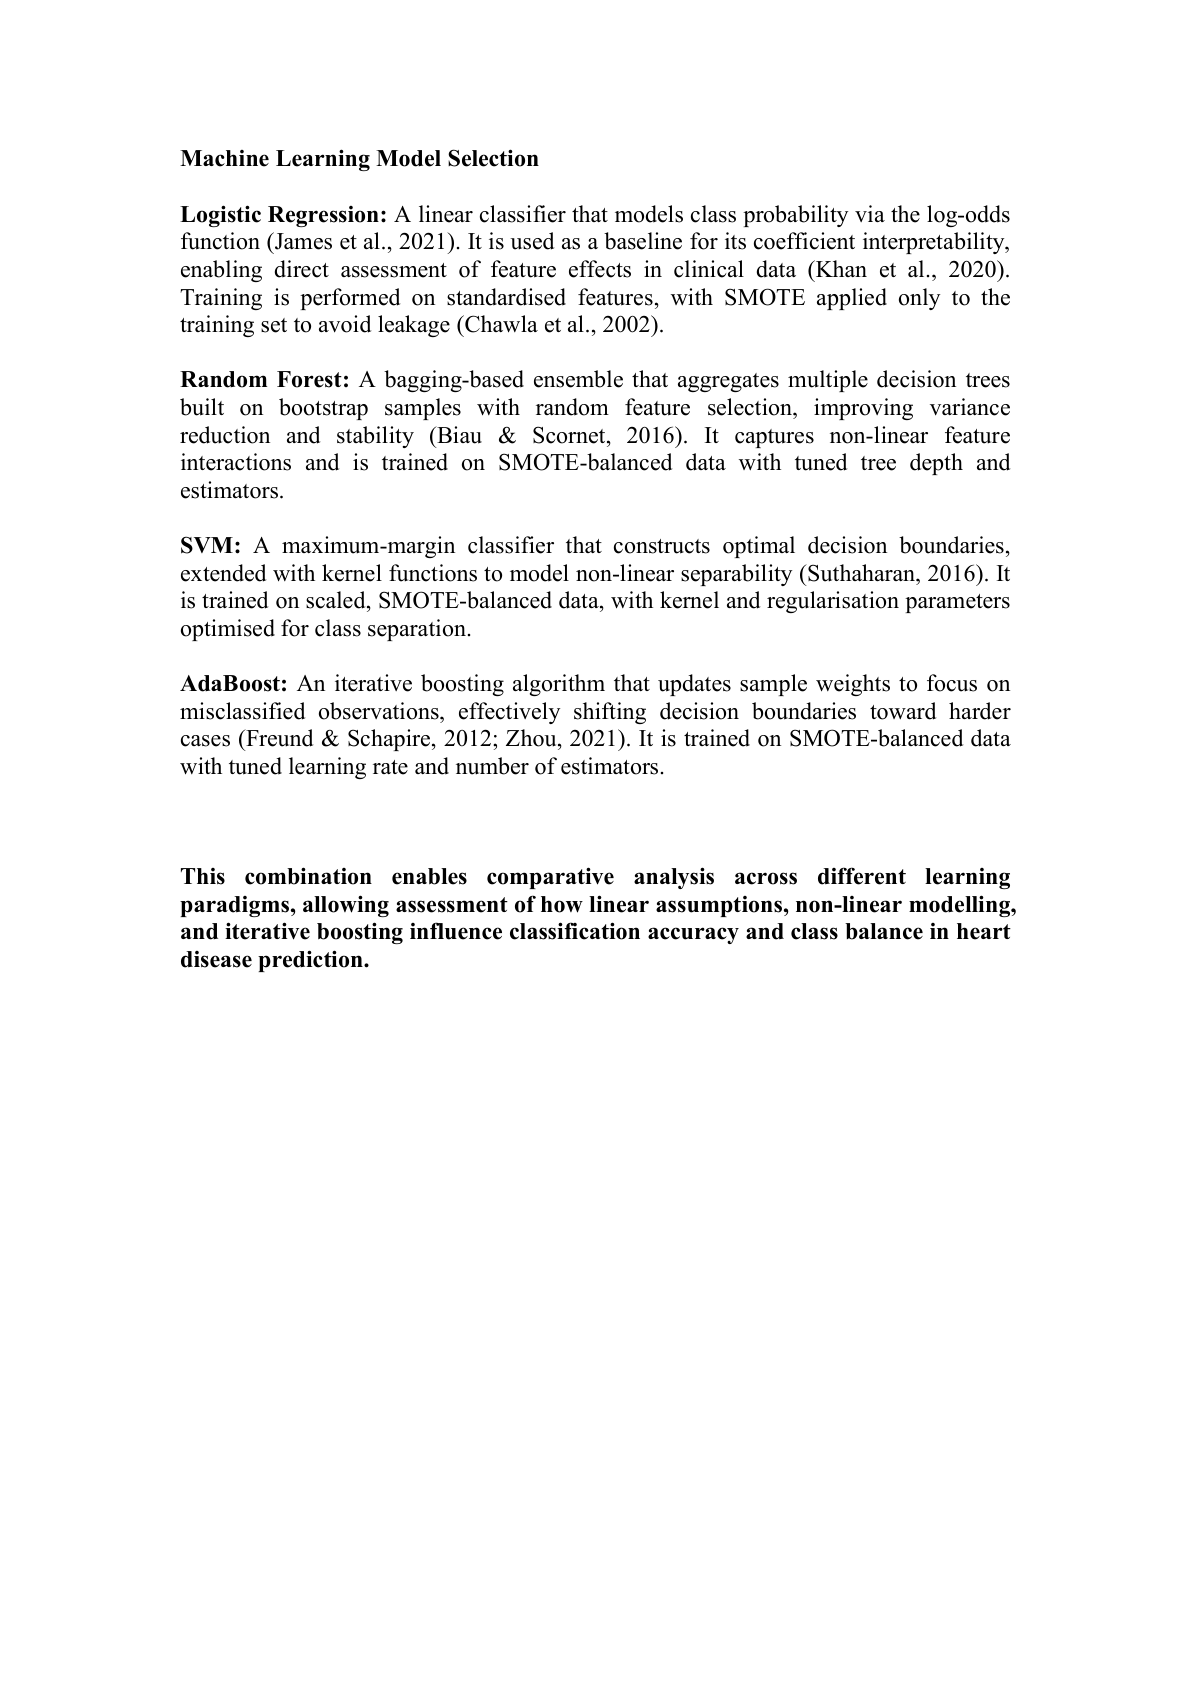 Machine Learning Model Selection
Logistic Regression: A linear classifier that models class probability via the log-odds
function (James et al., 2021). It is used as a baseline for its coefficient interpretability,
enabling direct assessment of feature effects in clinical data (Khan et al., 2020).
Training is performed on standardised features, with SMOTE applied only to the
training set to avoid leakage (Chawla et al., 2002).
Random Forest: A bagging-based ensemble that aggregates multiple decision trees
built on bootstrap samples with random feature selection, improving variance
reduction and stability (Biau & Scornet, 2016). It captures non-linear feature
interactions and is trained on SMOTE-balanced data with tuned tree depth and
estimators.
SVM: A maximum-margin classifier that constructs optimal decision boundaries,
extended with kernel functions to model non-linear separability (Suthaharan, 2016). It
is trained on scaled, SMOTE-balanced data, with kernel and regularisation parameters
optimised for class separation.
AdaBoost: An iterative boosting algorithm that updates sample weights to focus on
misclassified observations, effectively shifting decision boundaries toward harder
cases (Freund & Schapire, 2012; Zhou, 2021). It is trained on SMOTE-balanced data
with tuned learning rate and number of estimators.
This combination enables comparative analysis across different learning
paradigms, allowing assessment of how linear assumptions, non-linear modelling,
and iterative boosting influence classification accuracy and class balance in heart
disease prediction.